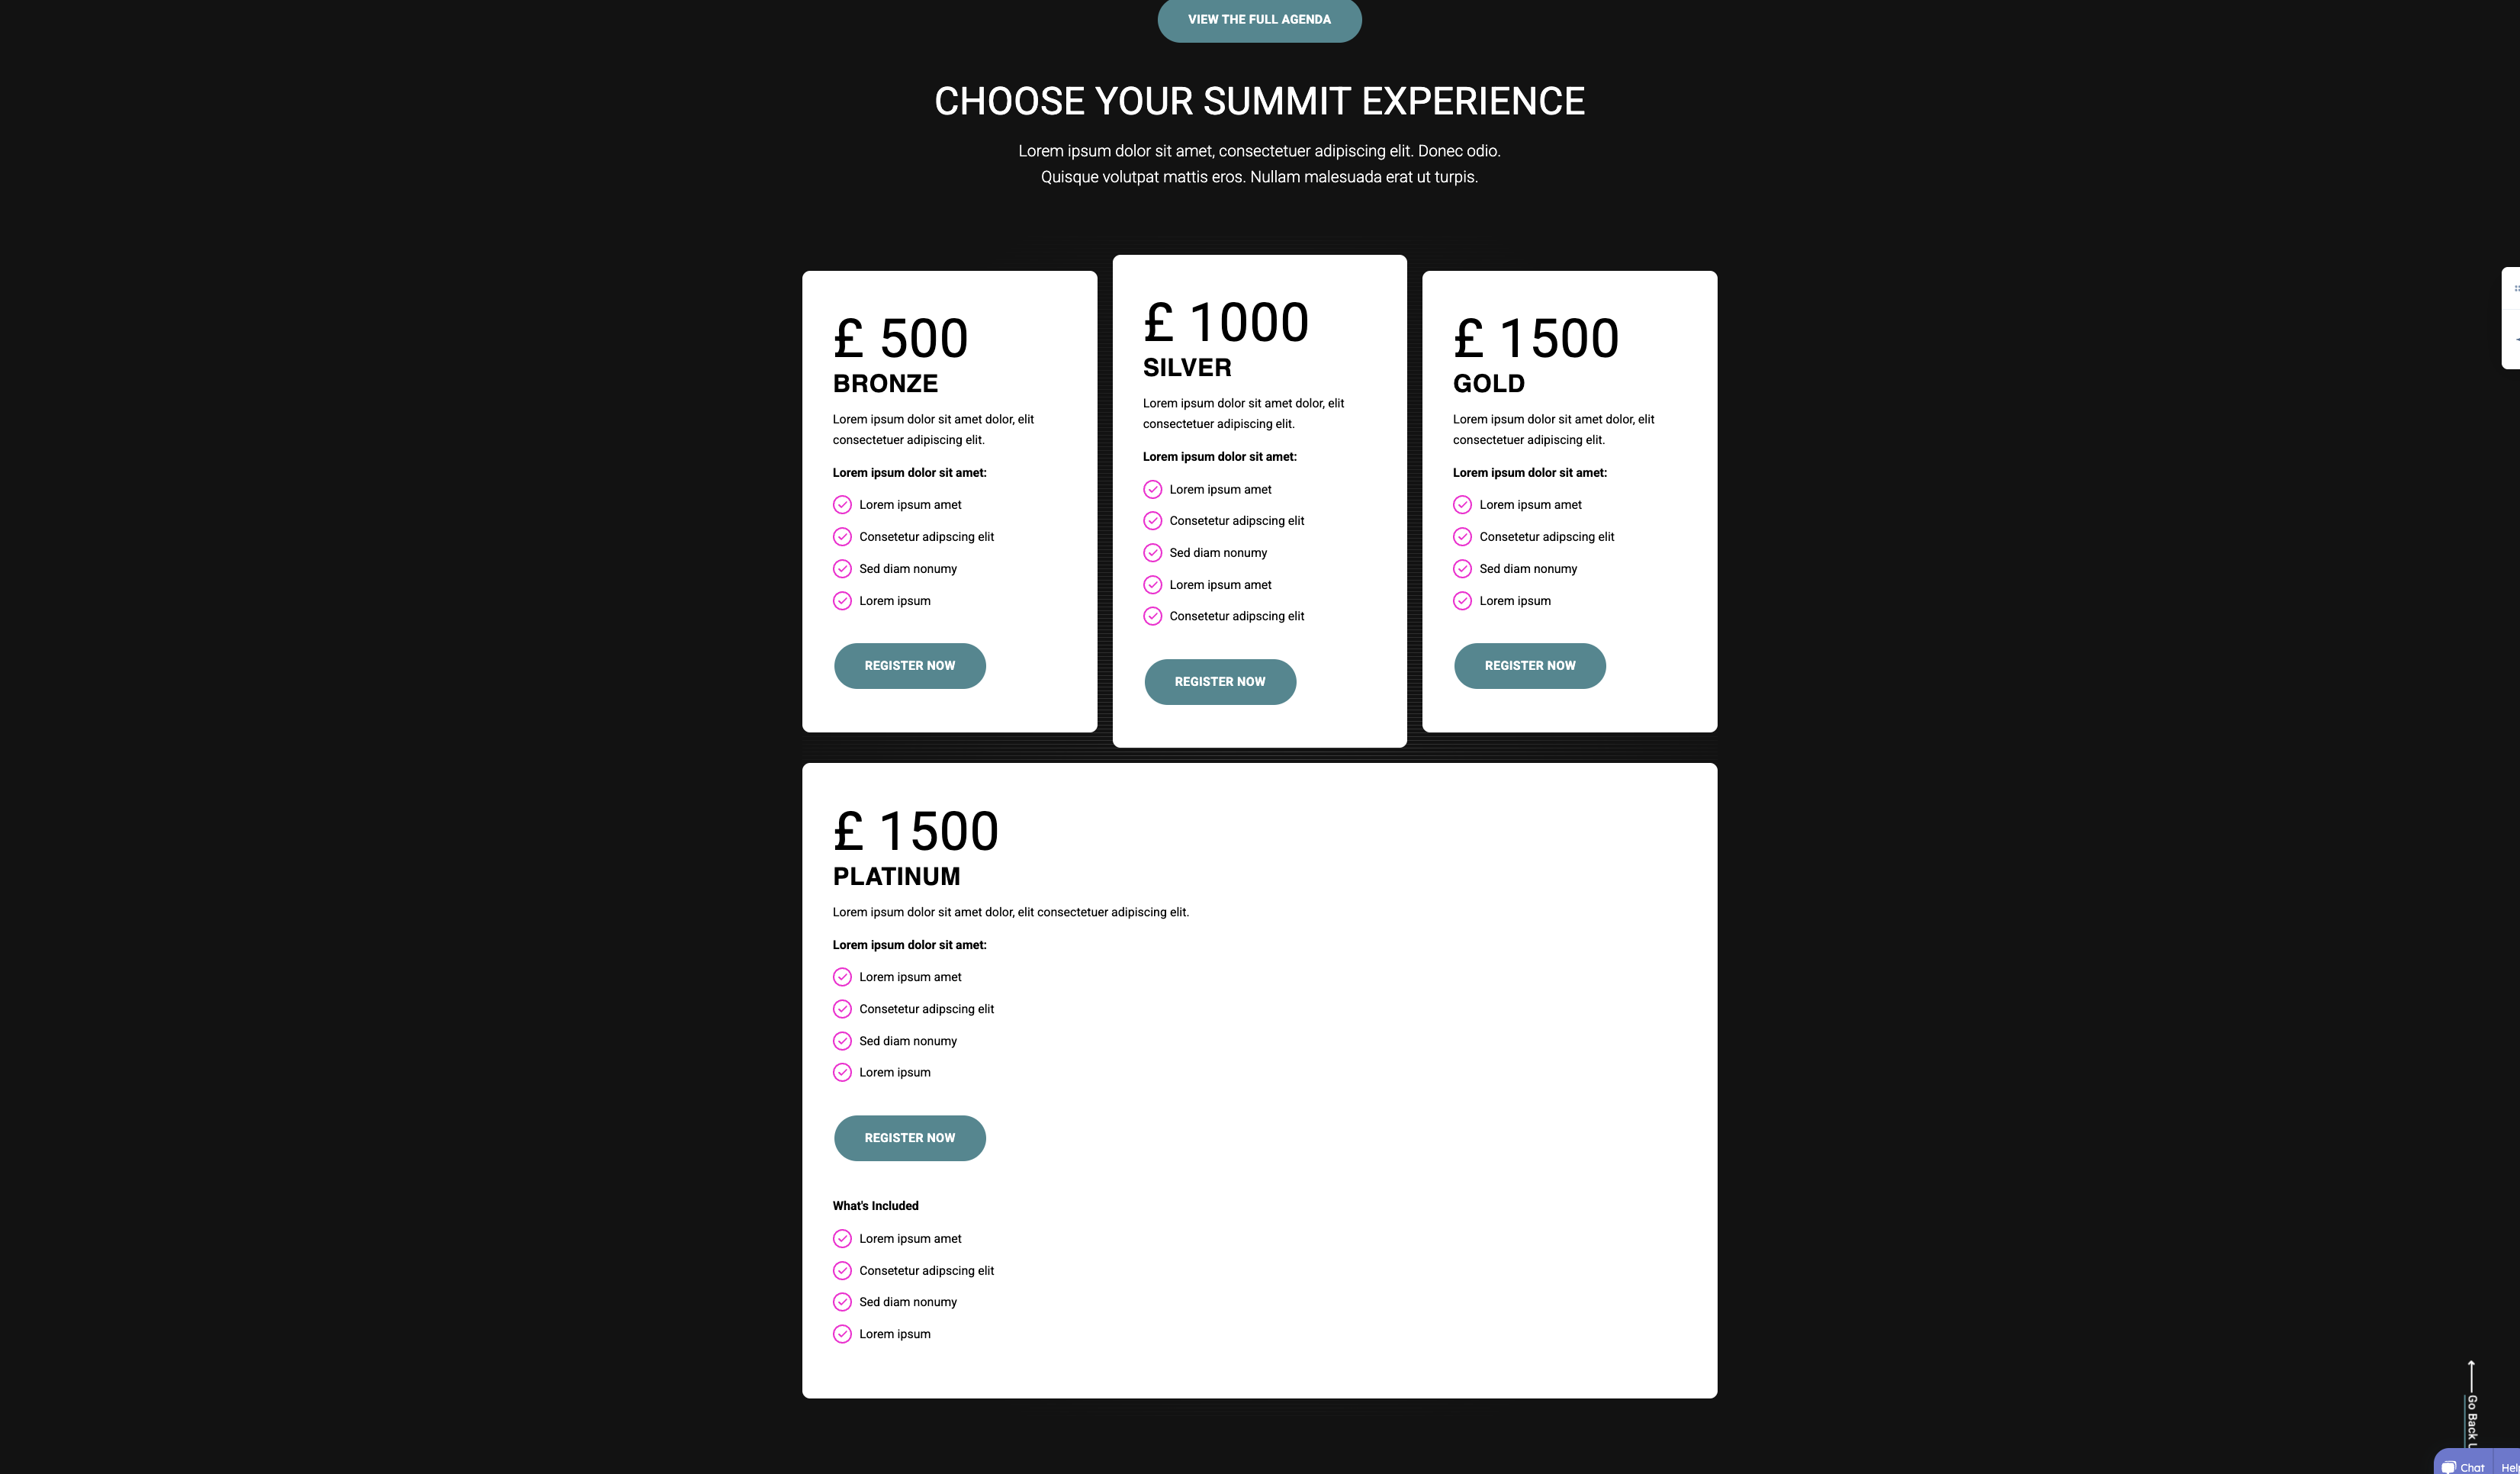 VIEW THE FULL AGENDA
CHOOSE YOUR SUMMIT EXPERIENCE
Lorem ipsum dolor sit amet, consectetuer adipiscing elit. Donec odio.
Quisque volutpat mattis eros. Nullam malesuada erat ut turpis.
£ 500
BRONZE
Lorem ipsum dolor sit amet dolor, elit
consectetuer adipiscing elit.
Lorem ipsum dolor sit amet:
Lorem ipsum amet
Consetetur adipscing elit
Sed diam nonumy
Lorem ipsum
REGISTER NOW
£ 1000
SILVER
Lorem ipsum dolor sit amet dolor, elit
consectetuer adipiscing elit.
Lorem ipsum dolor sit amet:
Lorem ipsum amet
Consetetur adipscing elit
Sed diam nonumy
Lorem ipsum amet
Consetetur adipscing elit
REGISTER NOW
£ 1500
GOLD
Lorem ipsum dolor sit amet dolor, elit
consectetuer adipiscing elit.
Lorem ipsum dolor sit amet:
Lorem ipsum amet
Consetetur adipscing elit
Sed diam nonumy
Lorem ipsum
REGISTER NOW
£ 1500
PLATINUM
Lorem ipsum dolor sit amet dolor, elit consectetuer adipiscing elit.
Lorem ipsum dolor sit amet:
Lorem ipsum amet
Consetetur adipscing elit
Sed diam nonumy
Lorem ipsum
REGISTER NOW
What's Included
Lorem ipsum amet
Consetetur adipscing elit
Sed diam nonumy
Lorem ipsum
Go Back
Chat